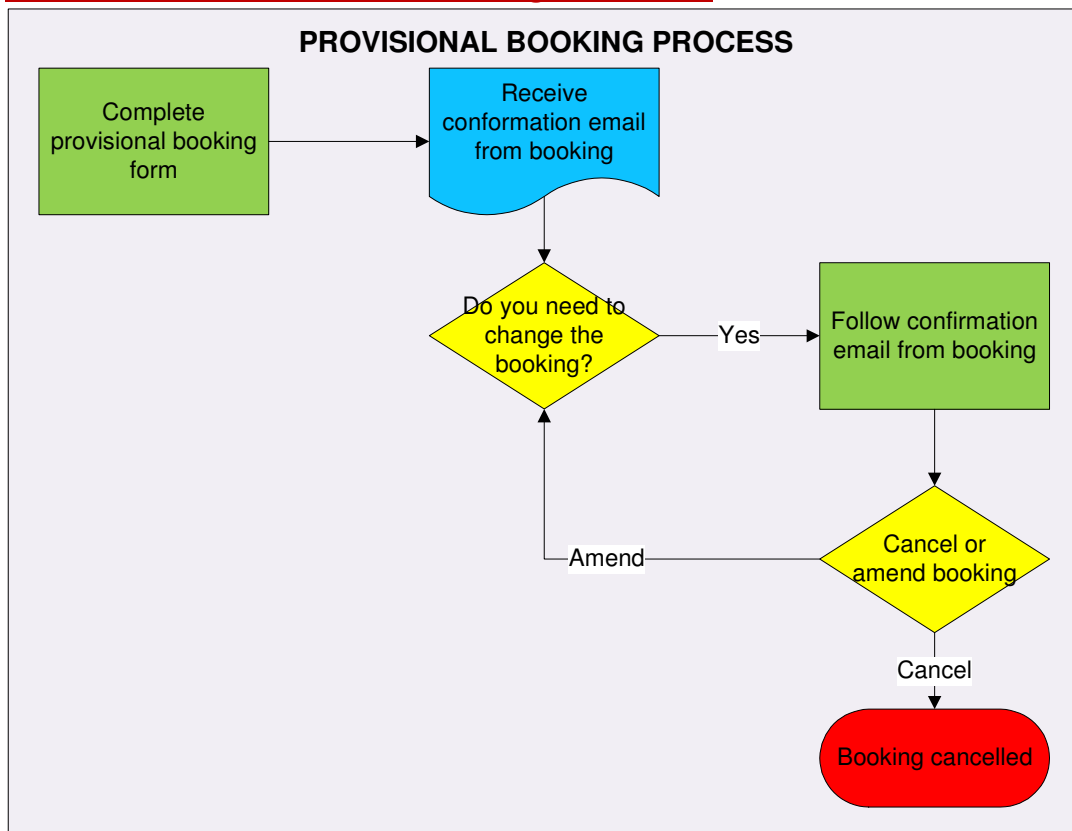 PROVISIONAL BOOKING PROCESS
Complete
provisional booking
form
Receive
conformation email
from booking
Do you need to
change the
booking?
Yes
Follow confirmation
email from booking
Cancel or
amend booking
Amend
Cancel
Booking cancelled